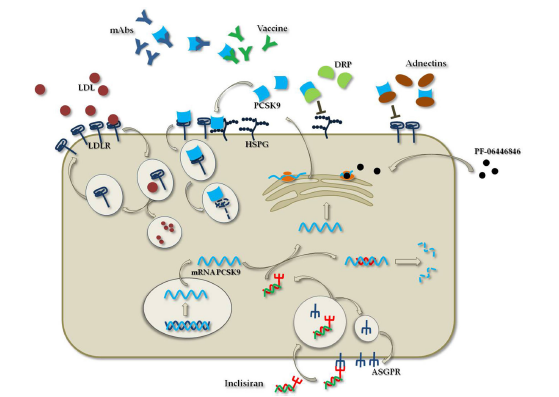 mAbs
Vaccine
LDL
DRP
Adnectins
PCSK9
LDLR
HSPG
PF-06446846
mRNA PCSK9
ASGPR
Inclisiran